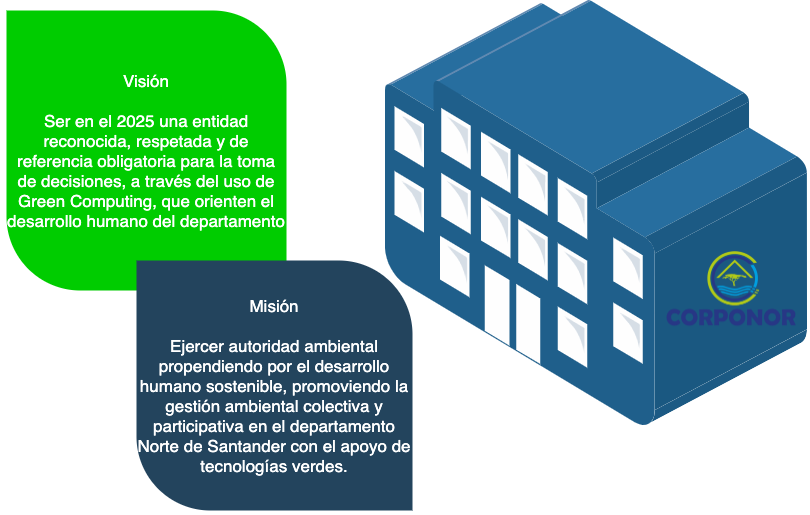 Visión
Ser en el 2025 una entidad
reconocida, respetada y de
referencia obligatoria para la toma
de decisiones, a través del uso de
Green Computing, que orienten el
desarrollo humano del departamento
Misión
Ejercer autoridad ambiental
propendiendo por el desarrollo
humano sostenible, promoviendo la
gestión ambiental colectiva y
participativa en el departamento
Norte de Santander con el apoyo de
tecnologías verdes.
CORPONOR